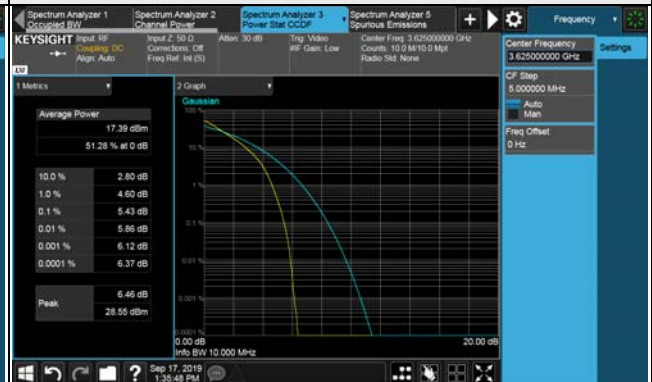 Spectrum Analyzer 1
Occupied BW
Spectrum Analyzer 2
Channel Power
Spectrum Analyzer 3
Power Stat CCDF
Spectrum Analyzer 5
Spurious Emissions
Frequency
KEYSIGHT
Input: RF
Coupling: DC
Align: Auto
Input Z: 50 Ω
Corrections: Off
Freq Ref: Int (S)
Atten: 30 dB
Trig: Video
#IF Gain: Low
Center Freq: 3.625000000 GHz
Counts: 10.0 M/10.0 Mpt
Radio Std: None
Center Frequency
3.625000000 GHz
Settings
CF Step
5.000000 MHz
Auto
Man
Freq Offset
0 Hz
1 Metrics
2 Graph
Gaussian
Average Power
17.39 dBm
51.28 % at 0 dB
10.0 % 2.80 dB
1.0 % 4.60 dB
0.1 % 5.43 dB
0.01 % 5.86 dB
0.001 % 6.12 dB
0.0001 % 6.37 dB
Peak
6.46 dB
28.55 dBm
100 %
10 %
1 %
0.1 %
0.01 %
0.001 %
0.0001 %
0.00 dB
20.00 dB
Info BW 10.000 MHz
Sep 17, 2019
1:35:48 PM